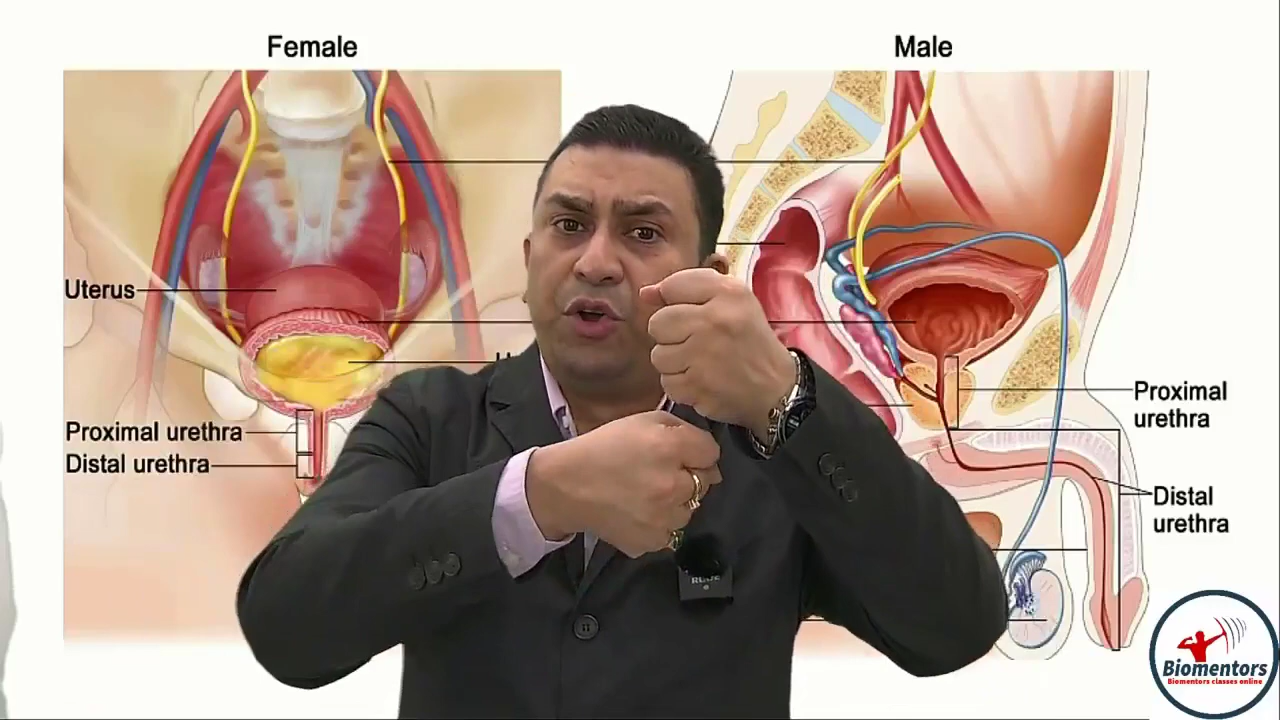 Female
Male
Uterus
Proximal urethra
Distal urethra
Proximal
urethra
Distal
urethra
Biomentors
Biomentors classes online